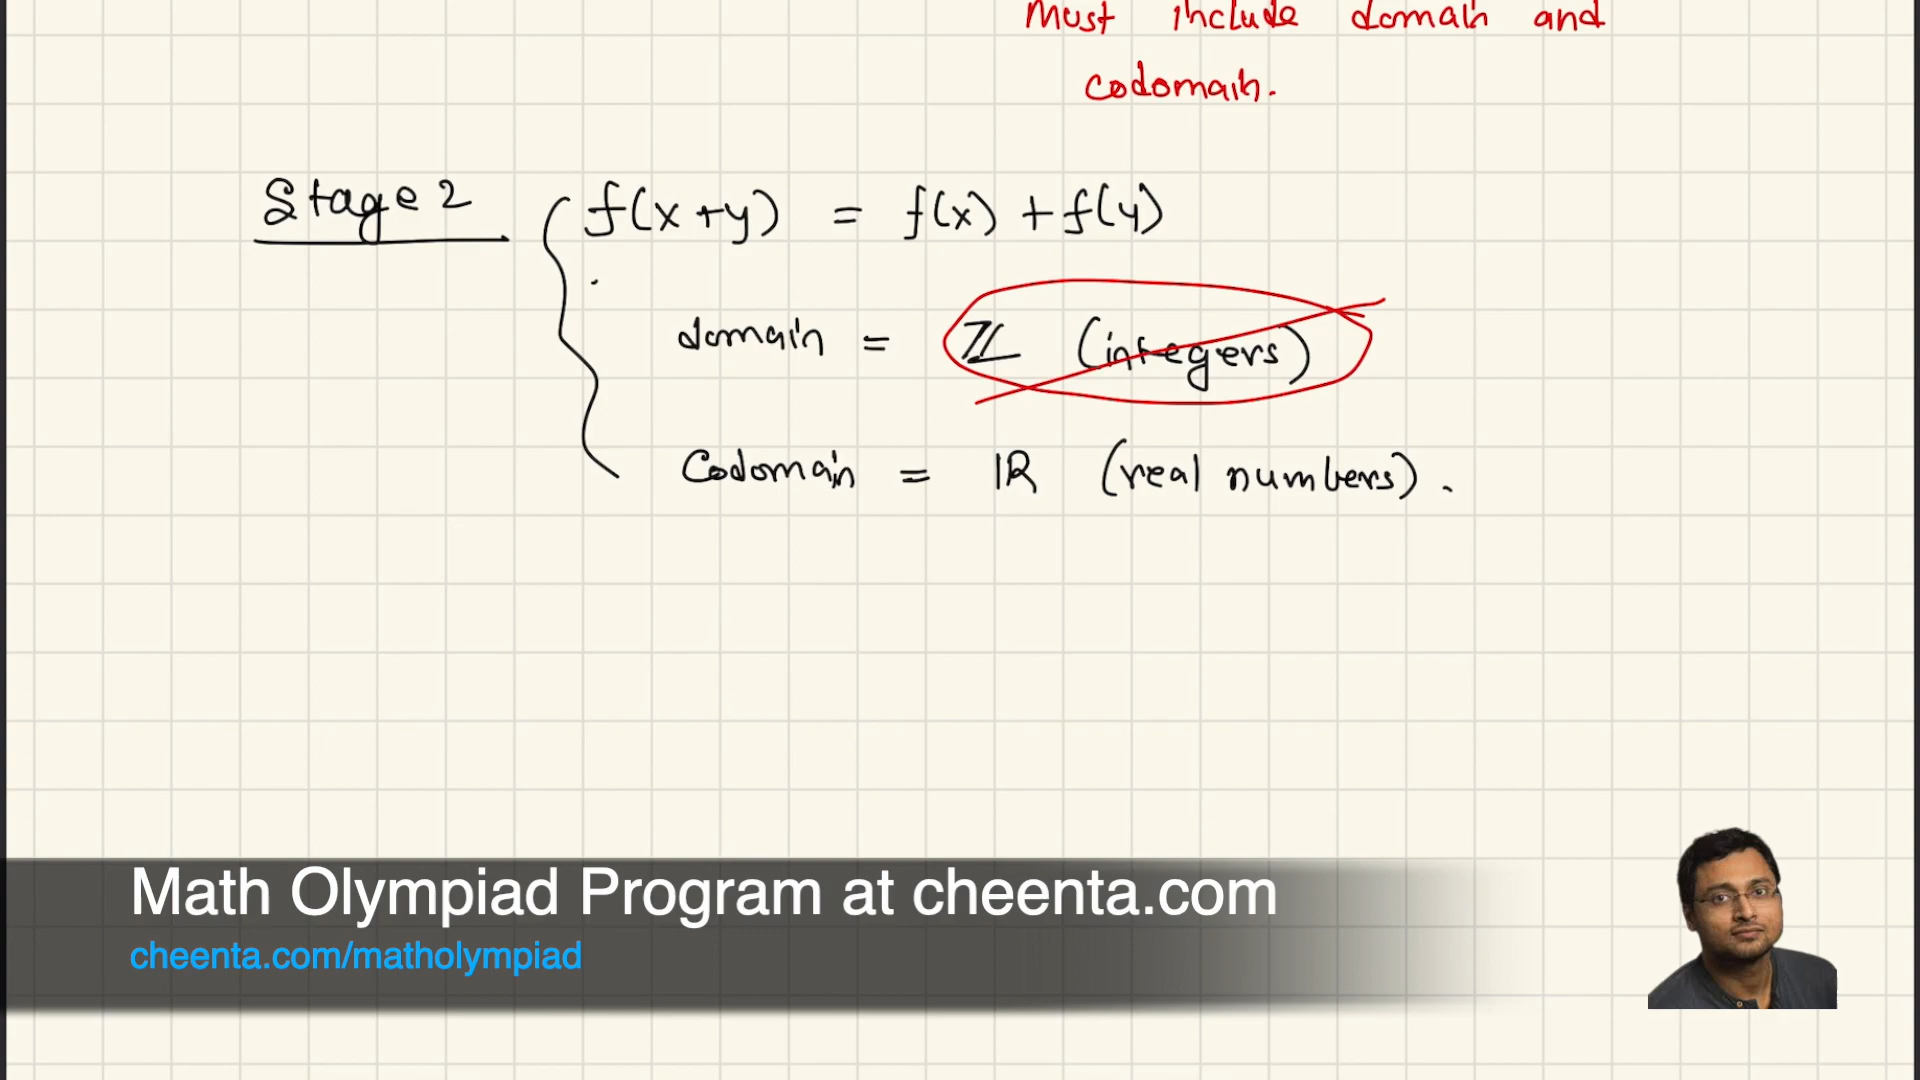 Must include domain and
codomain.
Stage 2 f(x+y) = f(x) + f(y)
domain = ℤ (integers)
Codomain = ℝ (real numbers).
Math Olympiad Program at cheenta.com
cheenta.com/matholympiad